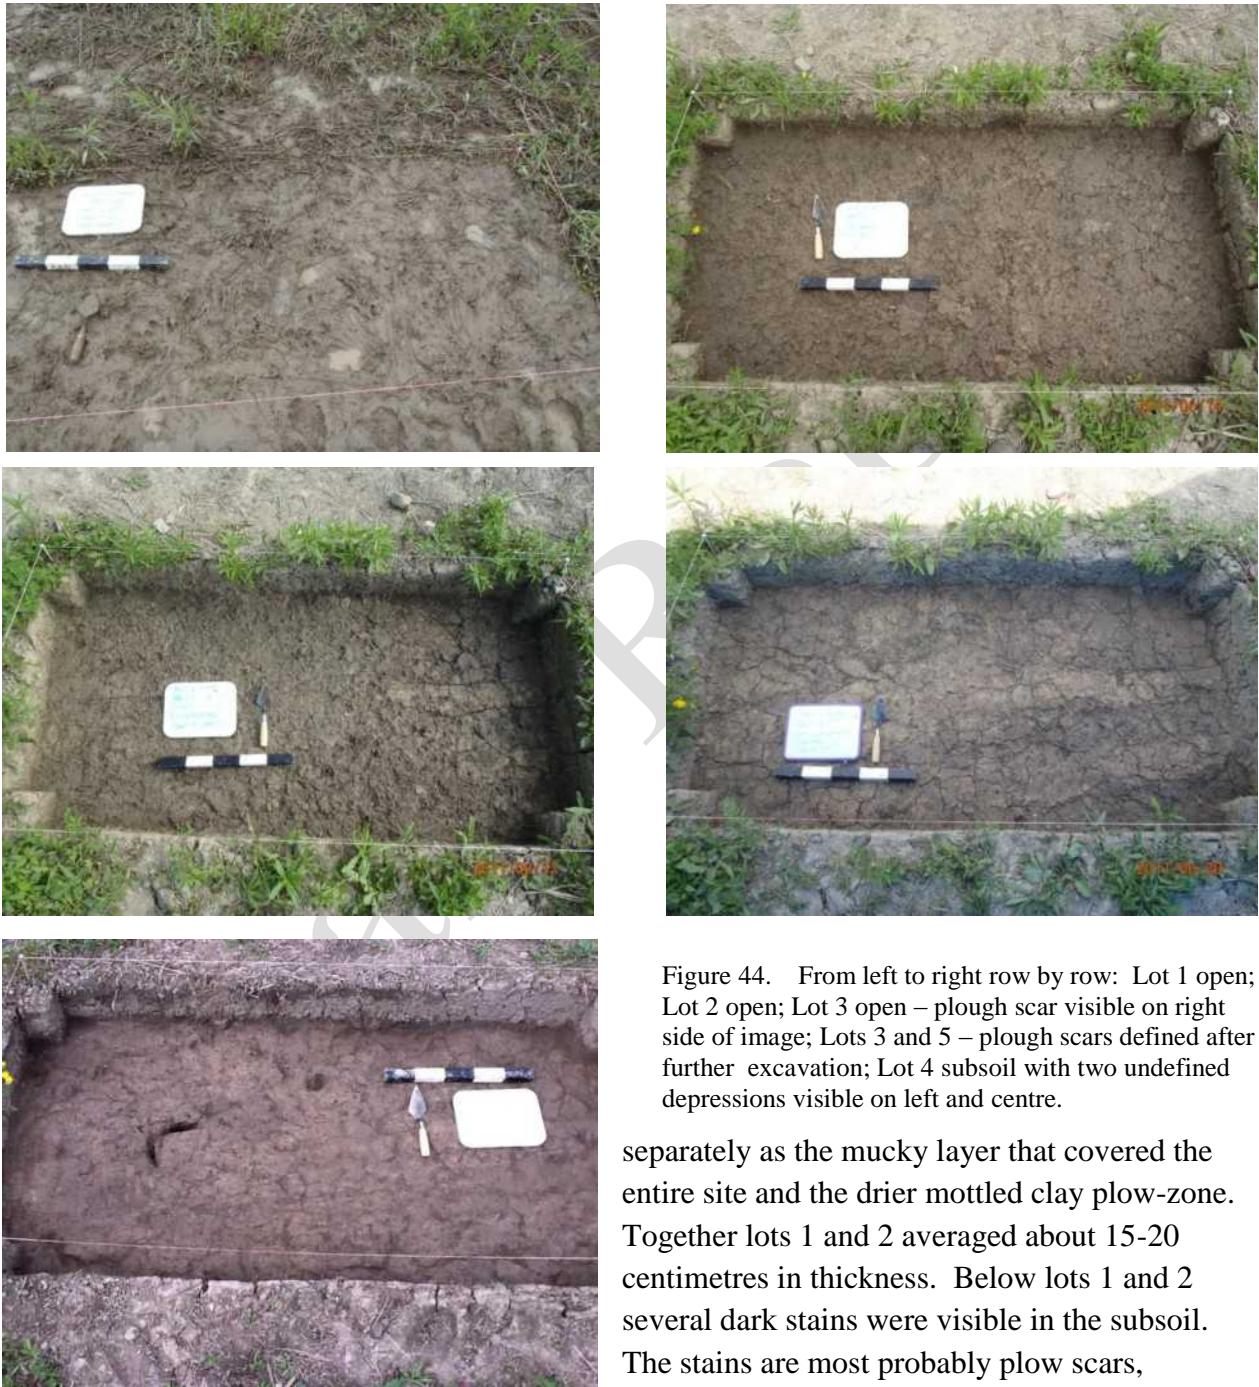 Figure 44. From left to right row by row: Lot 1 open;
Lot 2 open; Lot 3 open – plough scar visible on right
side of image; Lots 3 and 5 – plough scars defined after
further excavation; Lot 4 subsoil with two undefined
depressions visible on left and centre.
separately as the mucky layer that covered the
entire site and the drier mottled clay plow-zone.
Together lots 1 and 2 averaged about 15-20
centimetres in thickness. Below lots 1 and 2
several dark stains were visible in the subsoil.
The stains are most probably plow scars,